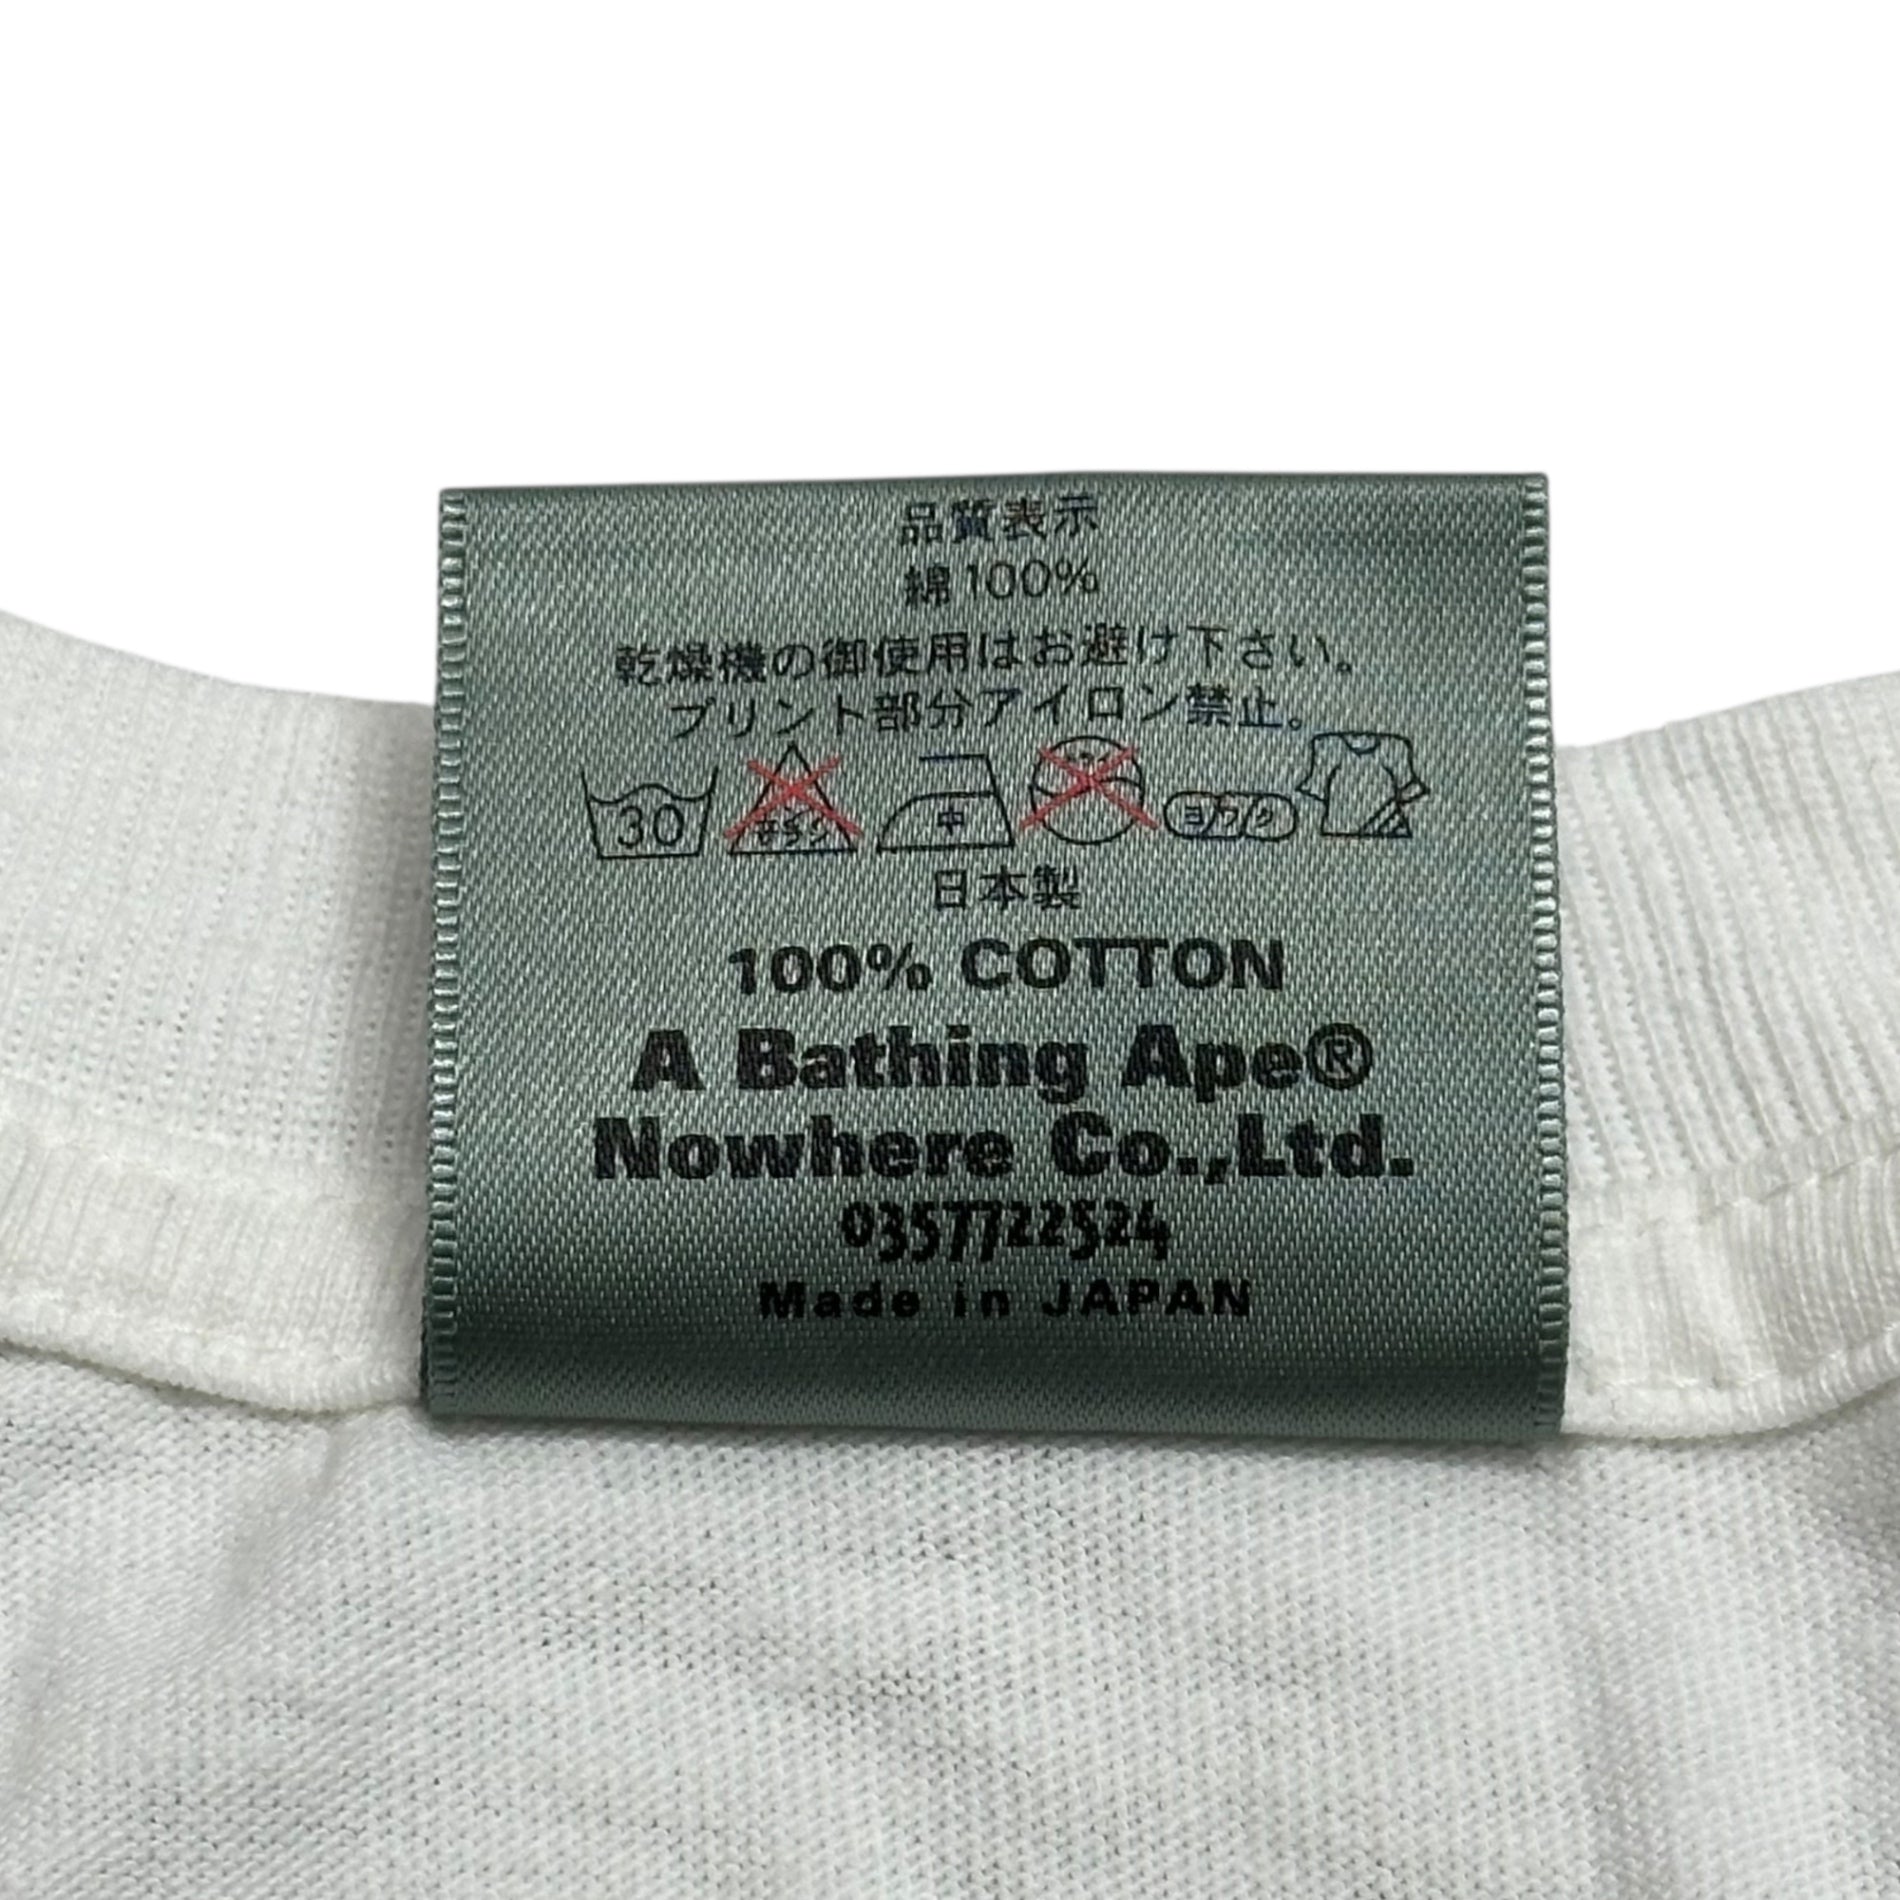 品質表示
綿100%
乾燥機の御使用はお避け下さい。
プリント部分アイロン禁止。
30 サラシ 中 ヨワク
日本製
100% COTTON
A Bathing Ape®
Nowhere Co.,Ltd.
0357722524
Made in JAPAN